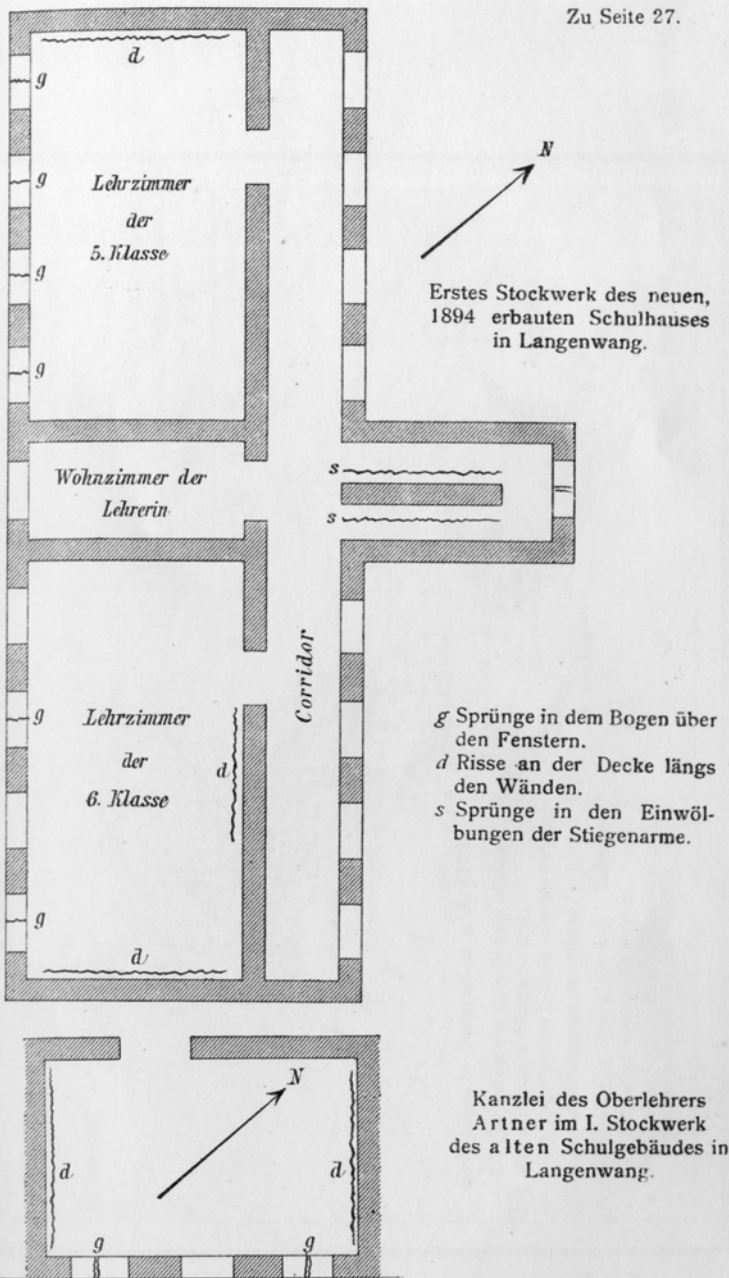 Zu Seite 27.
d
g
g
g
g
Lehrzimmer
der
5. Klasse
N
Erstes Stockwerk des neuen,
1894 erbauten Schulhauses
in Langenwang.
Wohnzimmer der
Lehrerin
s
s
Corridor
g
Lehrzimmer
der
6. Klasse
d
g
d
g Sprünge in dem Bogen über
den Fenstern.
d Risse an der Decke längs
den Wänden.
s Sprünge in den Einwöl-
bungen der Stiegenarme.
N
d
d
g
g
Kanzlei des Oberlehrers
Artner im I. Stockwerk
des alten Schulgebäudes in
Langenwang.